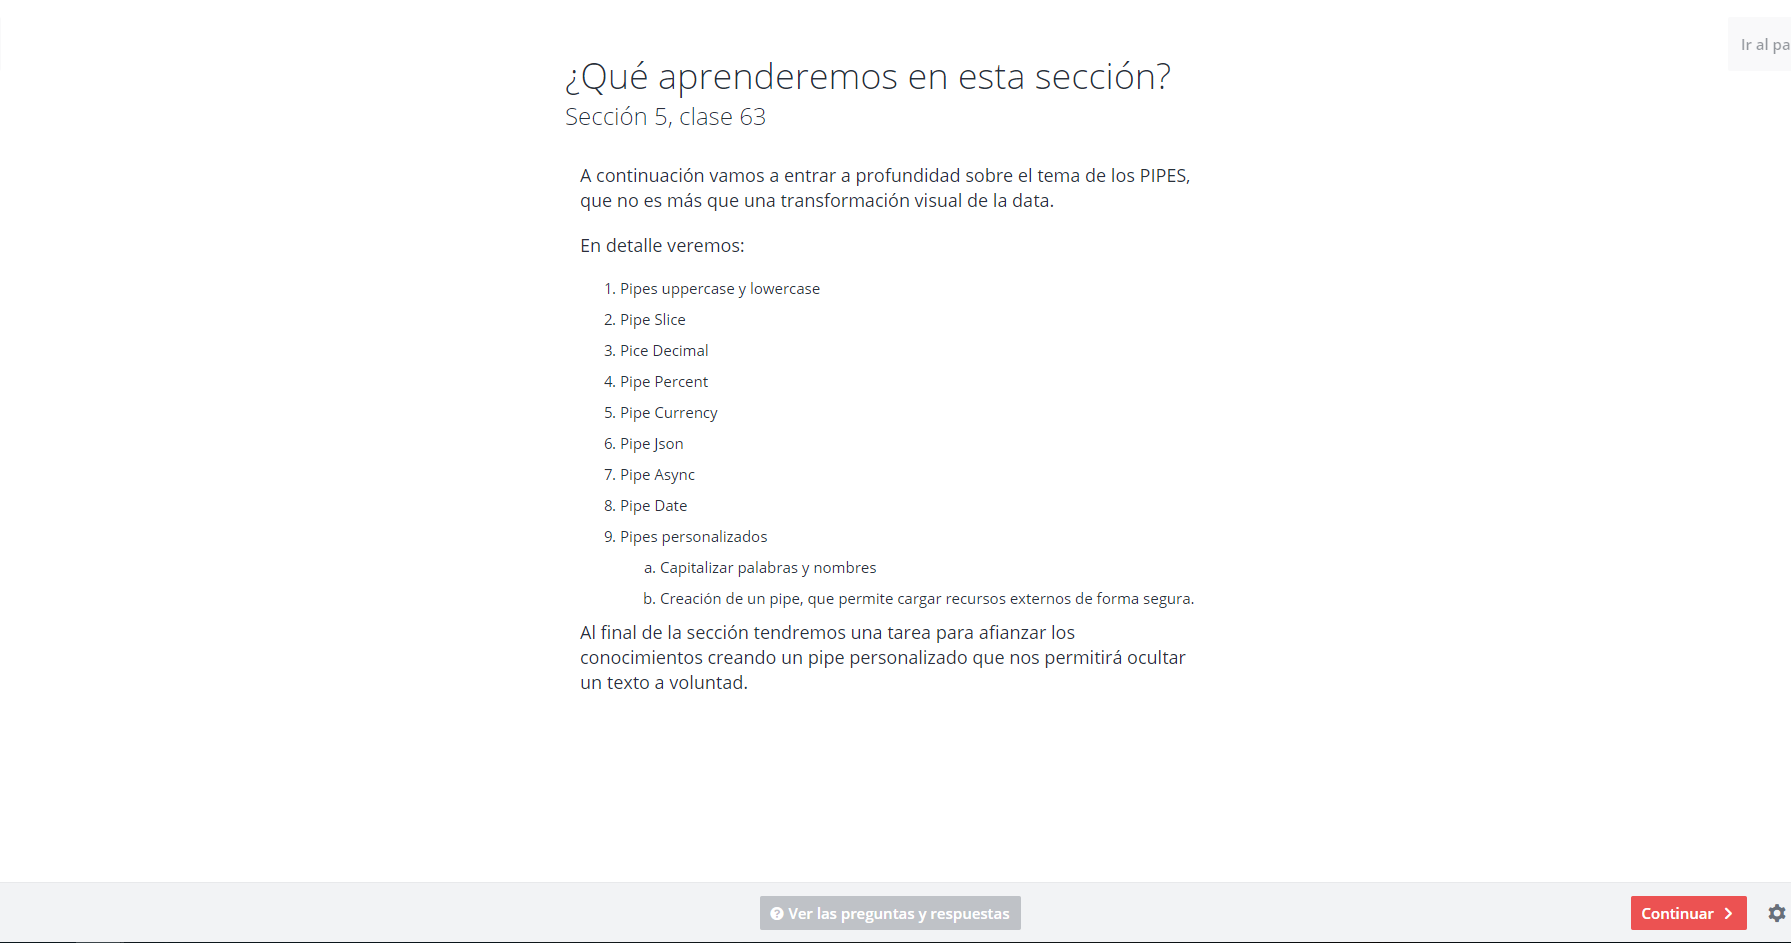 Ir al pa
¿Qué aprenderemos en esta sección?
Sección 5, clase 63
A continuación vamos a entrar a profundidad sobre el tema de los PIPES,
que no es más que una transformación visual de la data.
En detalle veremos:
1. Pipes uppercase y lowercase
2. Pipe Slice
3. Pice Decimal
4. Pipe Percent
5. Pipe Currency
6. Pipe Json
7. Pipe Async
8. Pipe Date
9. Pipes personalizados
a. Capitalizar palabras y nombres
b. Creación de un pipe, que permite cargar recursos externos de forma segura.
Al final de la sección tendremos una tarea para afianzar los
conocimientos creando un pipe personalizado que nos permitirá ocultar
un texto a voluntad.
Ver las preguntas y respuestas
Continuar